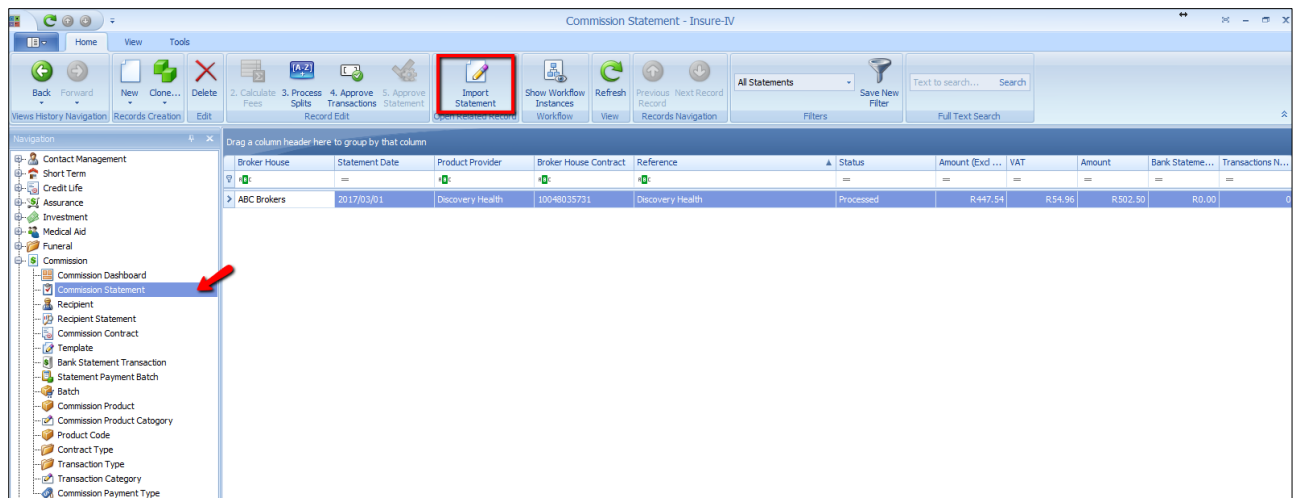 Commission Statement - Insure-IV
Home View Tools
Back Forward New Clone... Delete 2. Calculate Fees 3. Process Splits 4. Approve Transactions 5. Approve Statement Import Statement Show Workflow Instances Refresh Previous Record Next Record All Statements Save New Filter Text to search... Search
Views History Navigation Records Creation Edit Record Edit Open Related Record Workflow View Records Navigation Filters Full Text Search
Navigation
Drag a column header here to group by that column
Broker House Statement Date Product Provider Broker House Contract Reference Status Amount (Excl ... VAT Amount Bank Stateme... Transactions N...
ABC Brokers 2017/03/01 Discovery Health 10048035731 Discovery Health Processed R447.54 R54.96 R502.50 R0.00 0
Contact Management
Short Term
Credit Life
Assurance
Investment
Medical Aid
Funeral
Commission
Commission Dashboard
Commission Statement
Recipient
Recipient Statement
Commission Contract
Template
Bank Statement Transaction
Statement Payment Batch
Batch
Commission Product
Commission Product Catogory
Product Code
Contract Type
Transaction Type
Transaction Category
Commission Payment Type